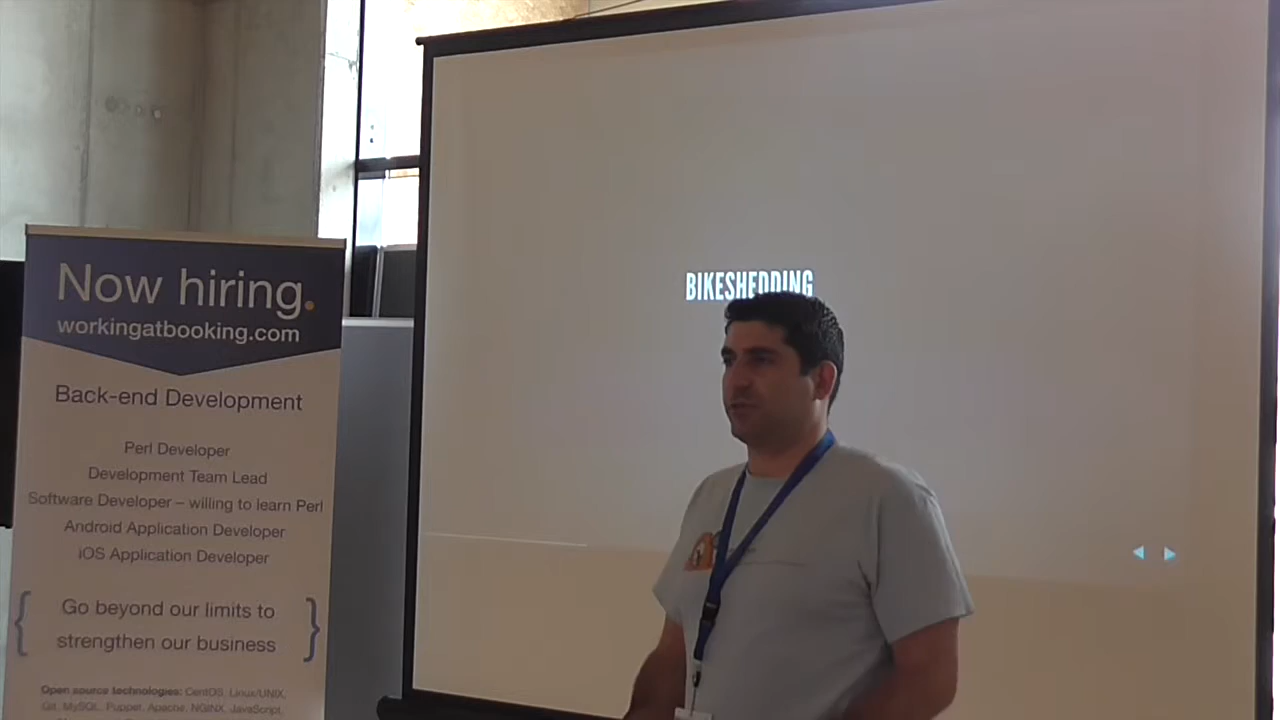 Now hiring.
workingatbooking.com
Back-end Development
Perl Developer
Development Team Lead
Software Developer – willing to learn Perl
Android Application Developer
iOS Application Developer
{ Go beyond our limits to
strengthen our business }
Open source technologies: CentOS, Linux/UNIX,
Git, MySQL, Puppet, Apache, NGINX, JavaScript,
BIKESHEDDING